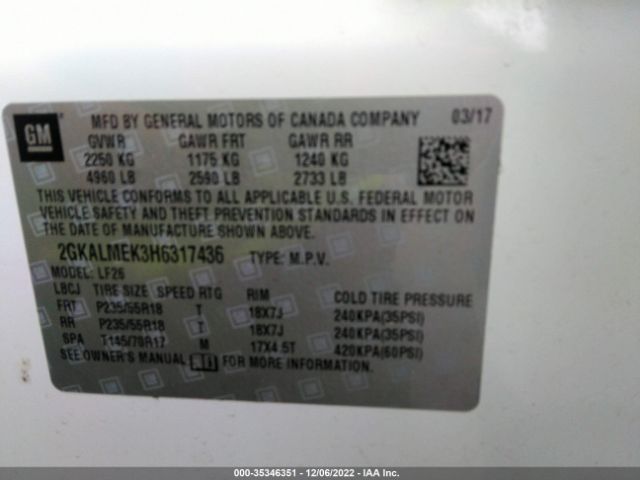 GM
MFD BY GENERAL MOTORS OF CANADA COMPANY 03/17
GVWR GAWR FRT GAWR RR
2250 KG 1175 KG 1240 KG
4960 LB 2590 LB 2733 LB
THIS VEHICLE CONFORMS TO ALL APPLICABLE U.S. FEDERAL MOTOR
VEHICLE SAFETY AND THEFT PREVENTION STANDARDS IN EFFECT ON
THE DATE OF MANUFACTURE SHOWN ABOVE.
2GKALMEK3H6317436 TYPE: M.P.V.
MODEL: LF26
LBCJ TIRE SIZE SPEED RTG RIM COLD TIRE PRESSURE
FRT P235/55R18 T 18X7J 240KPA(35PSI)
RR P235/55R18 T 18X7J 240KPA(35PSI)
SPA T145/70R17 M 17X4.5T 420KPA(60PSI)
SEE OWNER'S MANUAL FOR MORE INFORMATION.
000-35346351 - 12/06/2022 - IAA Inc.